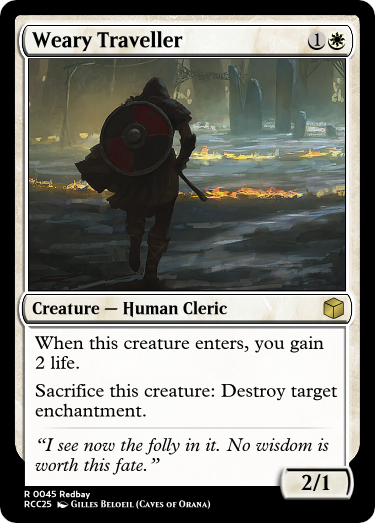 Weary Traveller
1
Creature — Human Cleric
When this creature enters, you gain
2 life.
Sacrifice this creature: Destroy target
enchantment.
“I see now the folly in it. No wisdom is
worth this fate.”
2/1
R 0045 Redbay
RCC25 Gilles Beloeil (Caves of Orana)